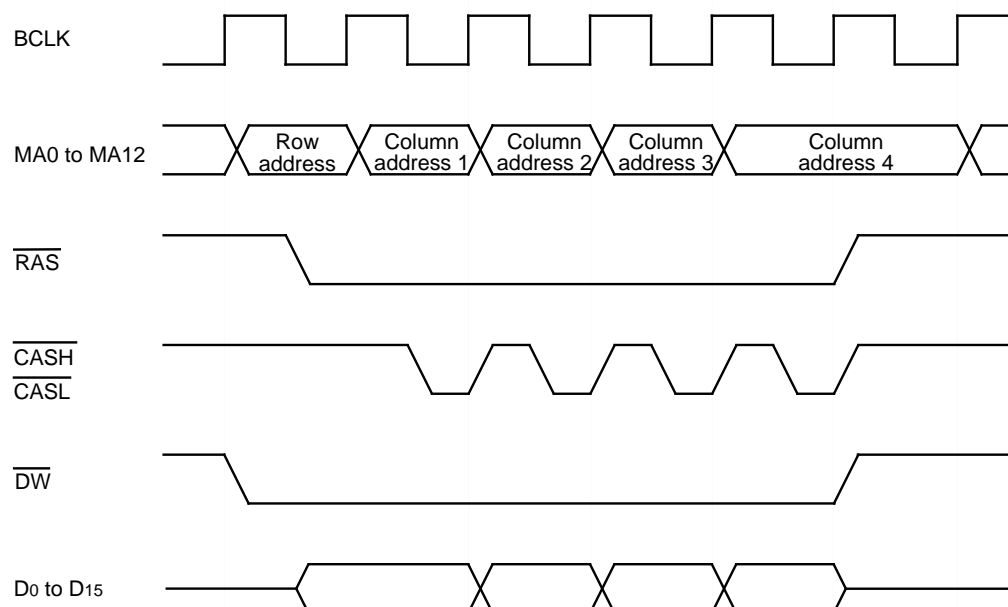 BCLK
MA0 to MA12
Row
address
Column
address 1
Column
address 2
Column
address 3
Column
address 4
RAS
CASH
CASL
DW
D0 to D15